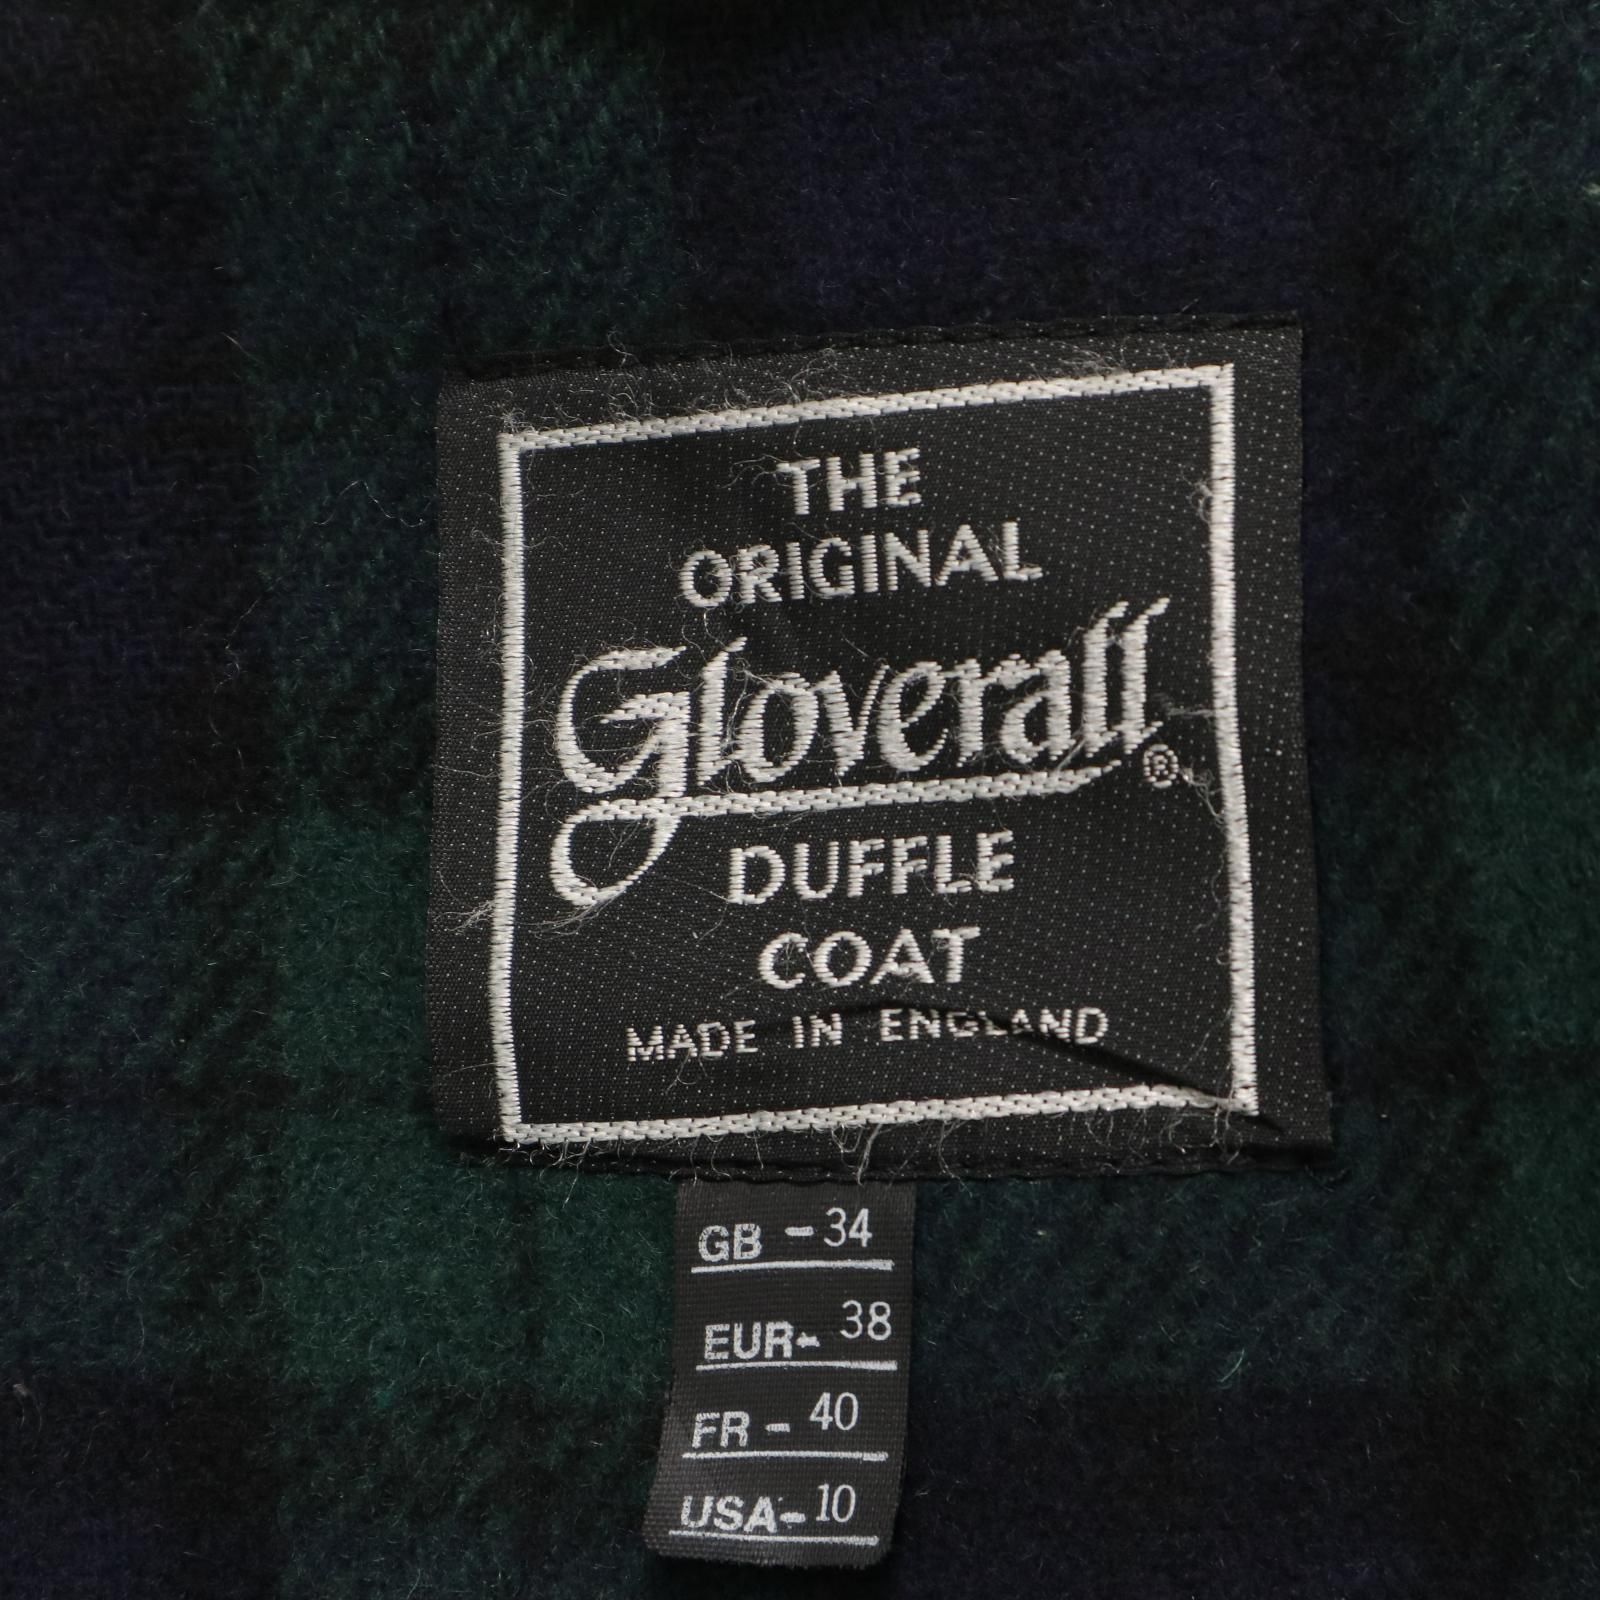 THE
ORIGINAL
Gloverall®
DUFFLE
COAT
MADE IN ENGLAND
GB - 34
EUR- 38
FR - 40
USA- 10